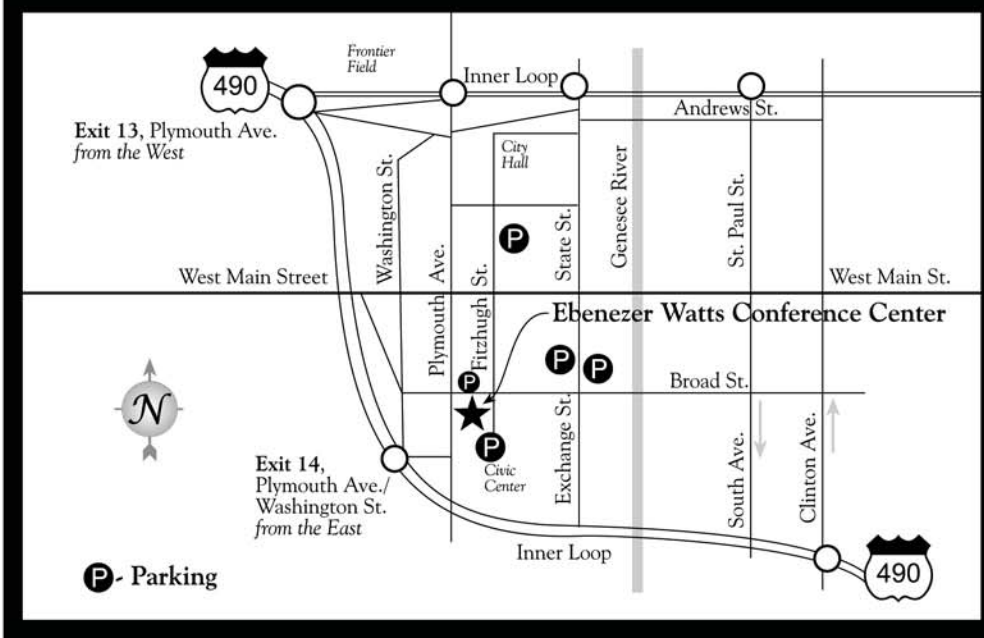 Frontier
Field
490
Inner Loop
Andrews St.
Exit 13, Plymouth Ave.
from the West
City
Hall
Washington St.
Plymouth Ave.
Fitzhugh St.
P
State St.
Genesee River
St. Paul St.
West Main Street
West Main St.
Ebenezer Watts Conference Center
P
P
P
Broad St.
N
P
Civic
Center
Exchange St.
South Ave.
Clinton Ave.
Exit 14,
Plymouth Ave./
Washington St.
from the East
Inner Loop
490
P - Parking